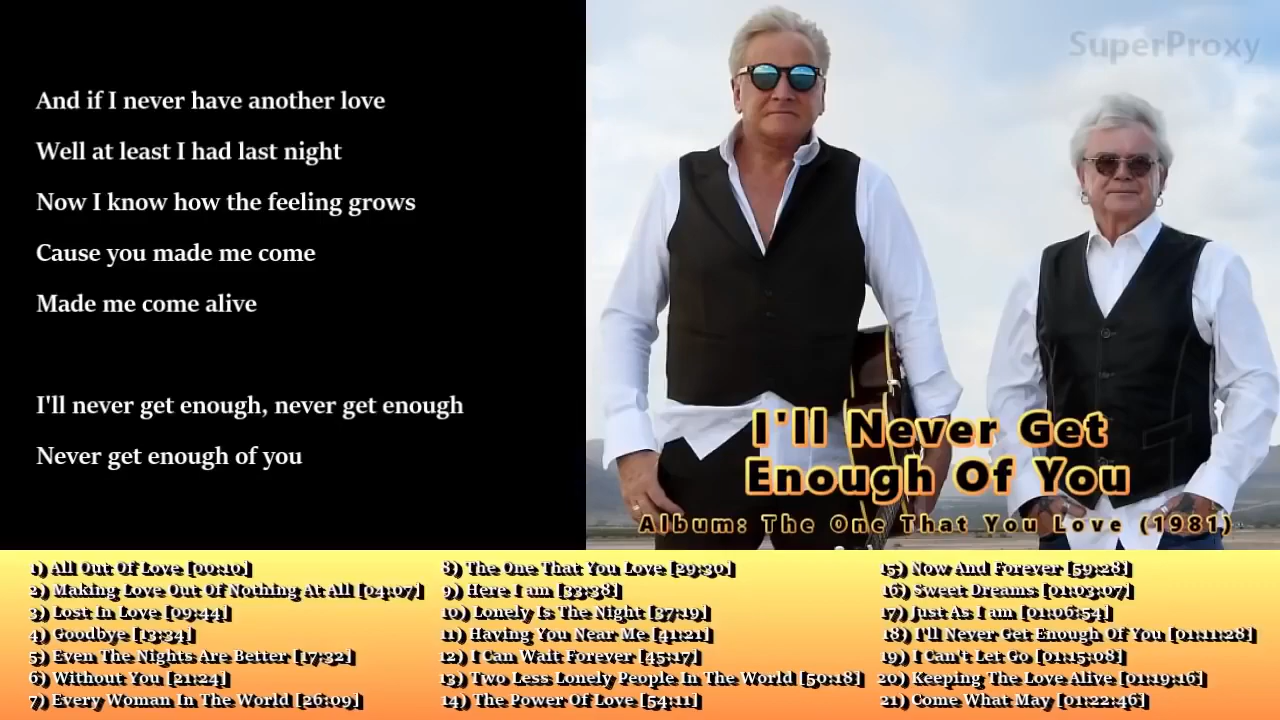 And if I never have another love
Well at least I had last night
Now I know how the feeling grows
Cause you made me come
Made me come alive
I'll never get enough, never get enough
Never get enough of you
SuperProxy
I'll Never Get
Enough Of You
Album: The One That You Love (1981)
1) All Out Of Love [00:10]
2) Making Love Out Of Nothing At All [04:07]
3) Lost In Love [09:44]
4) Goodbye [13:34]
5) Even The Nights Are Better [17:32]
6) Without You [21:24]
7) Every Woman In The World [26:09]
8) The One That You Love [29:30]
9) Here I am [33:38]
10) Lonely Is The Night [37:19]
11) Having You Near Me [41:21]
12) I Can Wait Forever [45:17]
13) Two Less Lonely People In The World [50:18]
14) The Power Of Love [54:11]
15) Now And Forever [59:28]
16) Sweet Dreams [01:03:07]
17) Just As I am [01:06:54]
18) I'll Never Get Enough Of You [01:11:28]
19) I Can't Let Go [01:15:08]
20) Keeping The Love Alive [01:19:16]
21) Come What May [01:22:46]